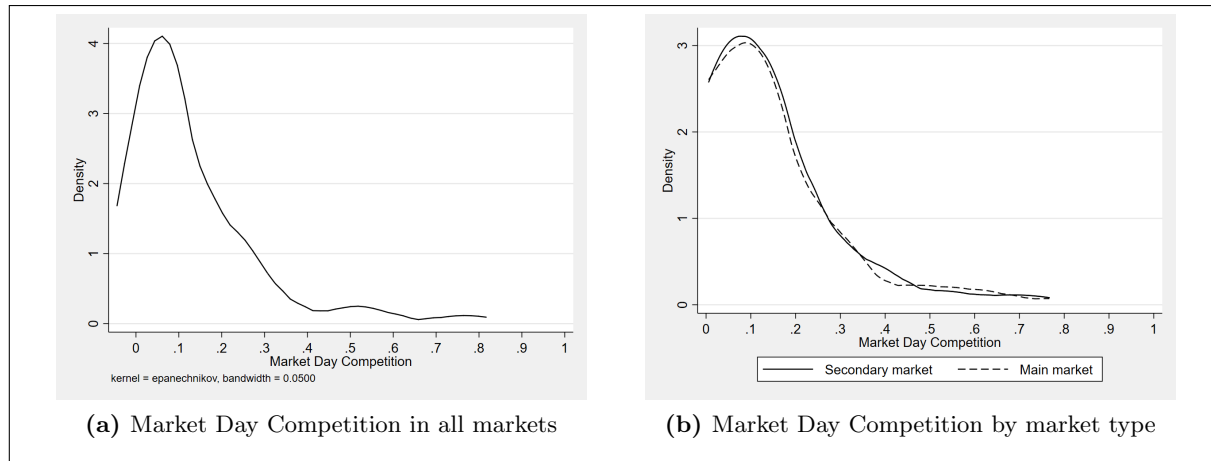 Density
4
3
2
1
0
0 .1 .2 .3 .4 .5 .6 .7 .8 .9 1
Market Day Competition
kernel = epanechnikov, bandwidth = 0.0500
(a) Market Day Competition in all markets
Density
3
2
1
0
0 .1 .2 .3 .4 .5 .6 .7 .8 .9 1
Market Day Competition
Secondary market Main market
(b) Market Day Competition by market type